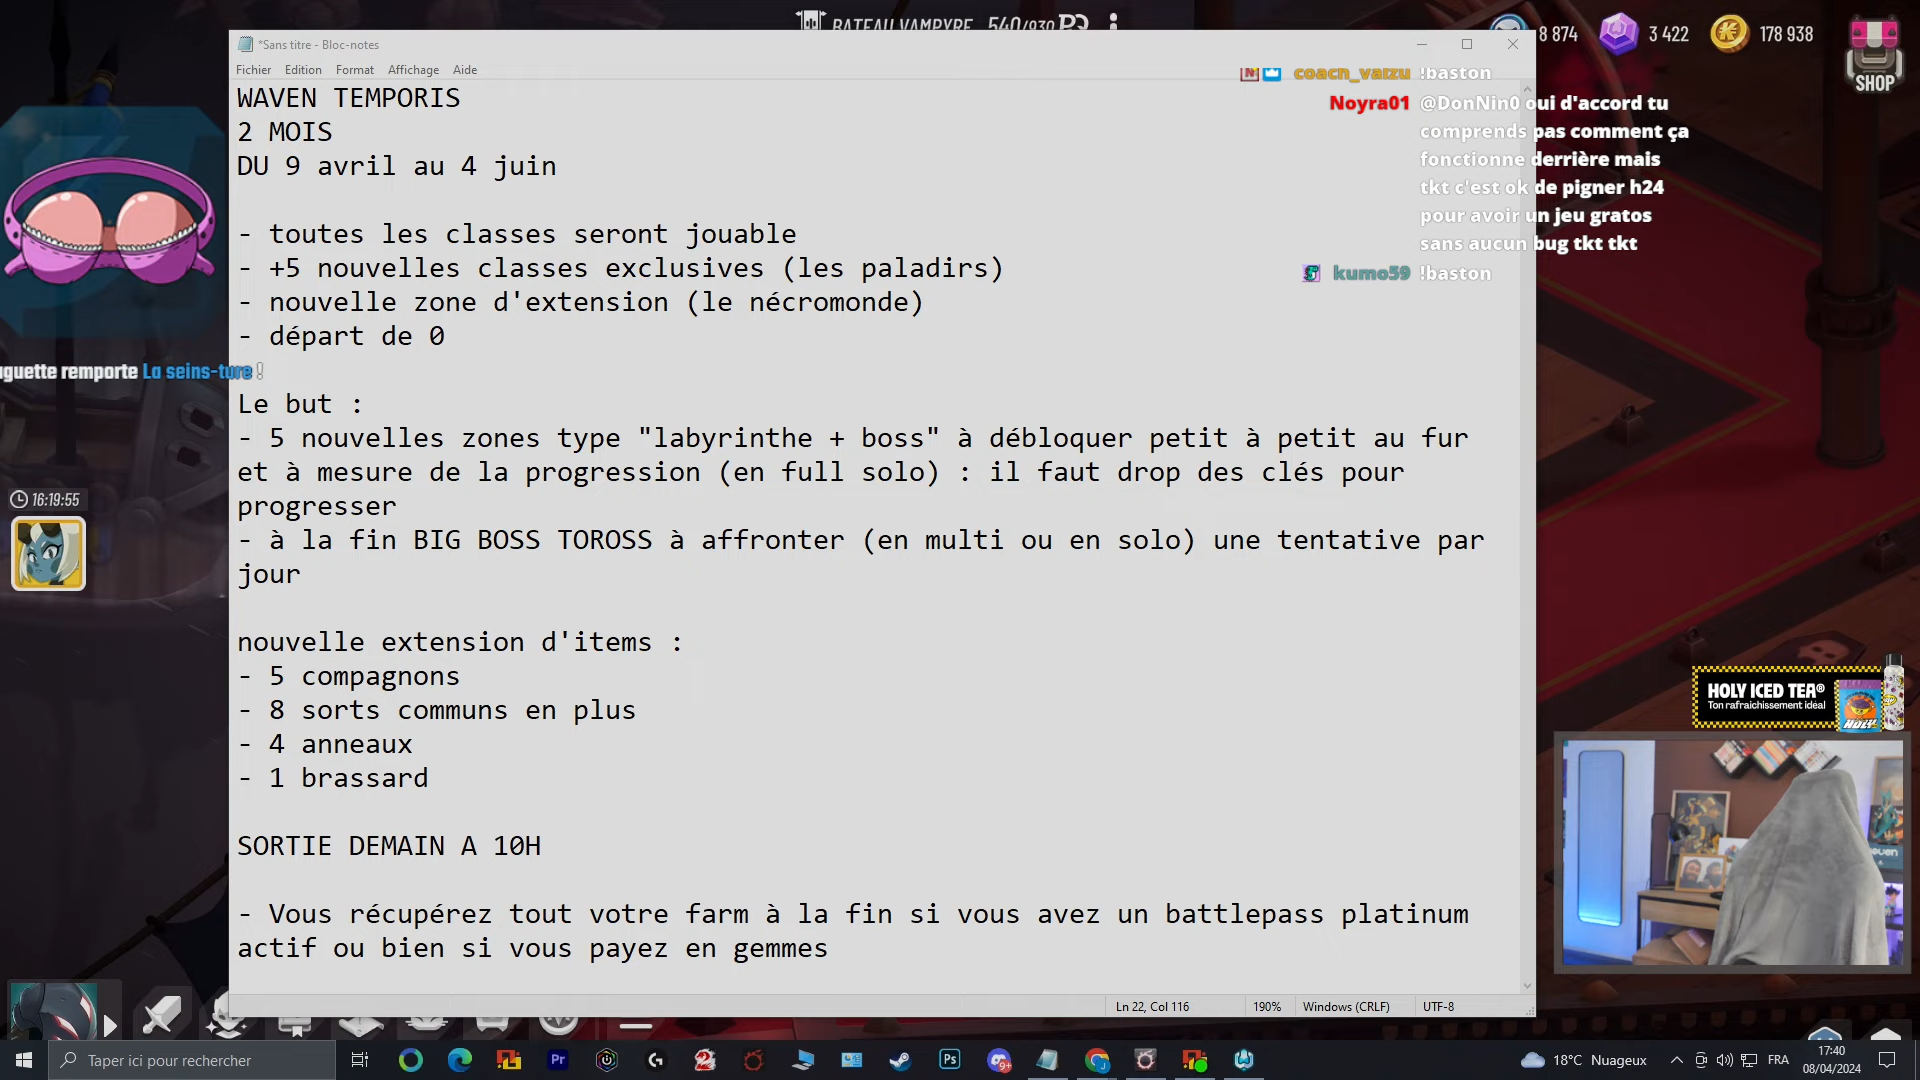 BATEAU VAMPYRE 540/930
8 874
3 422
178 938
SHOP
*Sans titre - Bloc-notes
Fichier Edition Format Affichage Aide
WAVEN TEMPORIS
2 MOIS
DU 9 avril au 4 juin
- toutes les classes seront jouable
- +5 nouvelles classes exclusives (les paladirs)
- nouvelle zone d'extension (le nécromonde)
- départ de 0
Le but :
- 5 nouvelles zones type "labyrinthe + boss" à débloquer petit à petit au fur
et à mesure de la progression (en full solo) : il faut drop des clés pour
progresser
- à la fin BIG BOSS TOROSS à affronter (en multi ou en solo) une tentative par
jour
nouvelle extension d'items :
- 5 compagnons
- 8 sorts communs en plus
- 4 anneaux
- 1 brassard
SORTIE DEMAIN A 10H
- Vous récupérez tout votre farm à la fin si vous avez un battlepass platinum
actif ou bien si vous payez en gemmes
Ln 22, Col 116 190% Windows (CRLF) UTF-8
coach_vaizu !baston
Noyra01 @DonNin0 oui d'accord tu
comprends pas comment ça
fonctionne derrière mais
tkt c'est ok de pigner h24
pour avoir un jeu gratos
sans aucun bug tkt tkt
kumo59 !baston
remporte La seins-ture !
16:19:55
HOLY ICED TEA®
Ton rafraichissement idéal
HOLY
Taper ici pour rechercher
Pr
Ps
9+
18°C Nuageux
FRA
17:40
08/04/2024